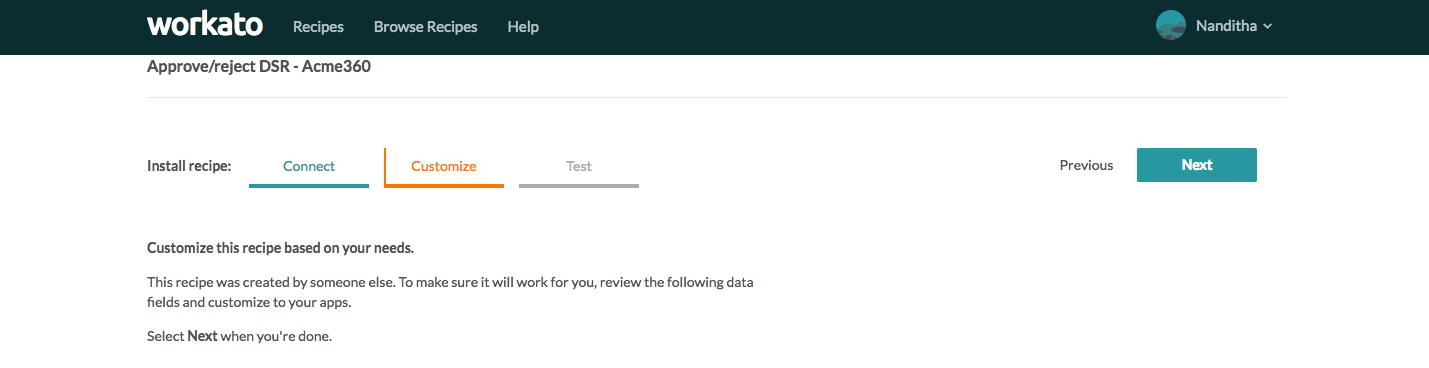 workato Recipes Browse Recipes Help Nanditha
Approve/reject DSR - Acme360
Install recipe: Connect Customize Test Previous Next
Customize this recipe based on your needs.
This recipe was created by someone else. To make sure it will work for you, review the following data
fields and customize to your apps.
Select Next when you're done.